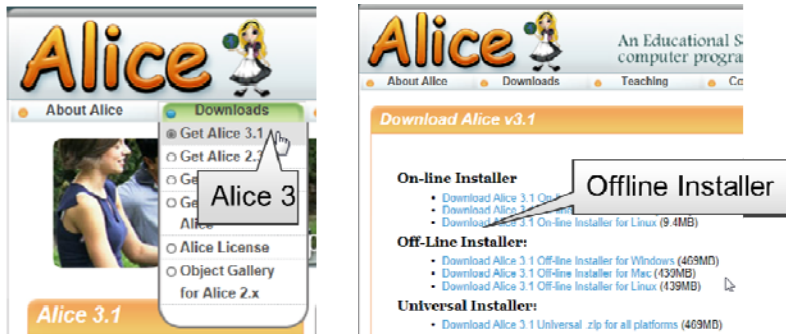 Alice
About Alice
Downloads
Get Alice 3.1
Get Alice 2.
Ge
Ge
Alice
Alice License
Object Gallery
for Alice 2.x
Alice 3
Alice 3.1
Alice
An Educational S
computer progra
About Alice
Downloads
Teaching
Co
Download Alice v3.1
On-line Installer
Download Alice 3.1 On-
Download Alice 3.1 On-line Installer for Linux (9.4MB)
Offline Installer
Off-Line Installer:
Download Alice 3.1 Off-line Installer for Windows (469MB)
Download Alice 3.1 Off-line Installer for Mac (430MB)
Download Alice 3.1 Off-line Installer for Linux (439MB)
Universal Installer:
Download Alice 3.1 Universal .zip for all platforms (469MB)